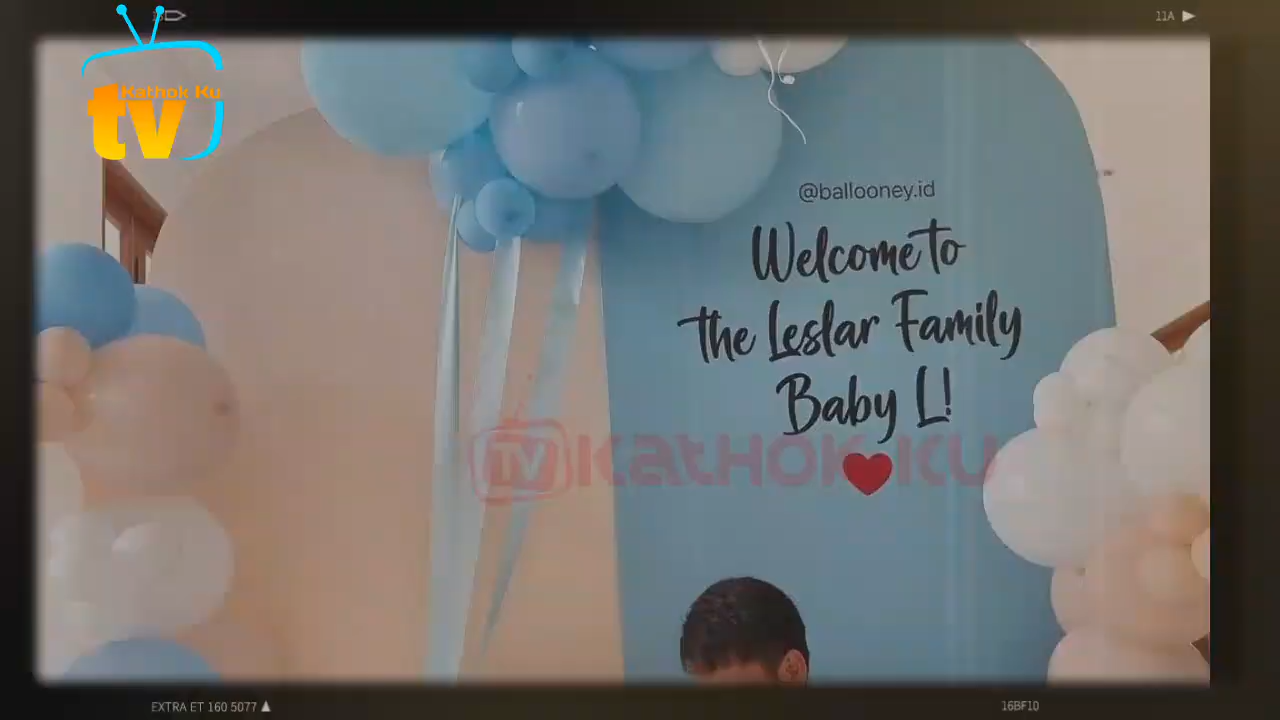 11A
Kathok Ku
tv
@ballooney.id
Welcome to
the Leslar Family
Baby L!
TV KATHOK KU
EXTRA ET 160 5077
16BF10